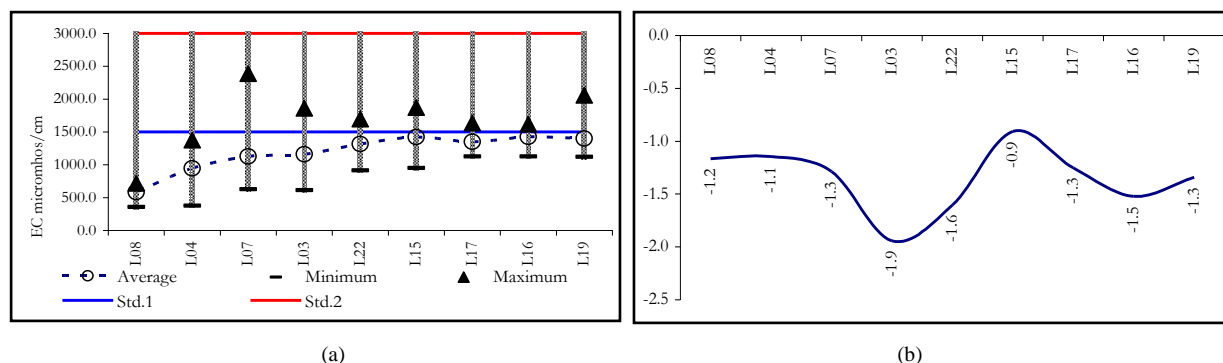 3000.0
2500.0
2000.0
1500.0
1000.0
500.0
0.0
EC micromhos/cm
L08 L04 L07 L03 L22 L15 L17 L16 L19
Average Minimum Maximum
Std.1 Std.2
(a)
0.0
-0.5
-1.0
-1.5
-2.0
-2.5
L08 L04 L07 L03 L22 L15 L17 L16 L19
-1.2 -1.1 -1.3 -1.9 -1.6 -0.9 -1.3 -1.5 -1.3
(b)